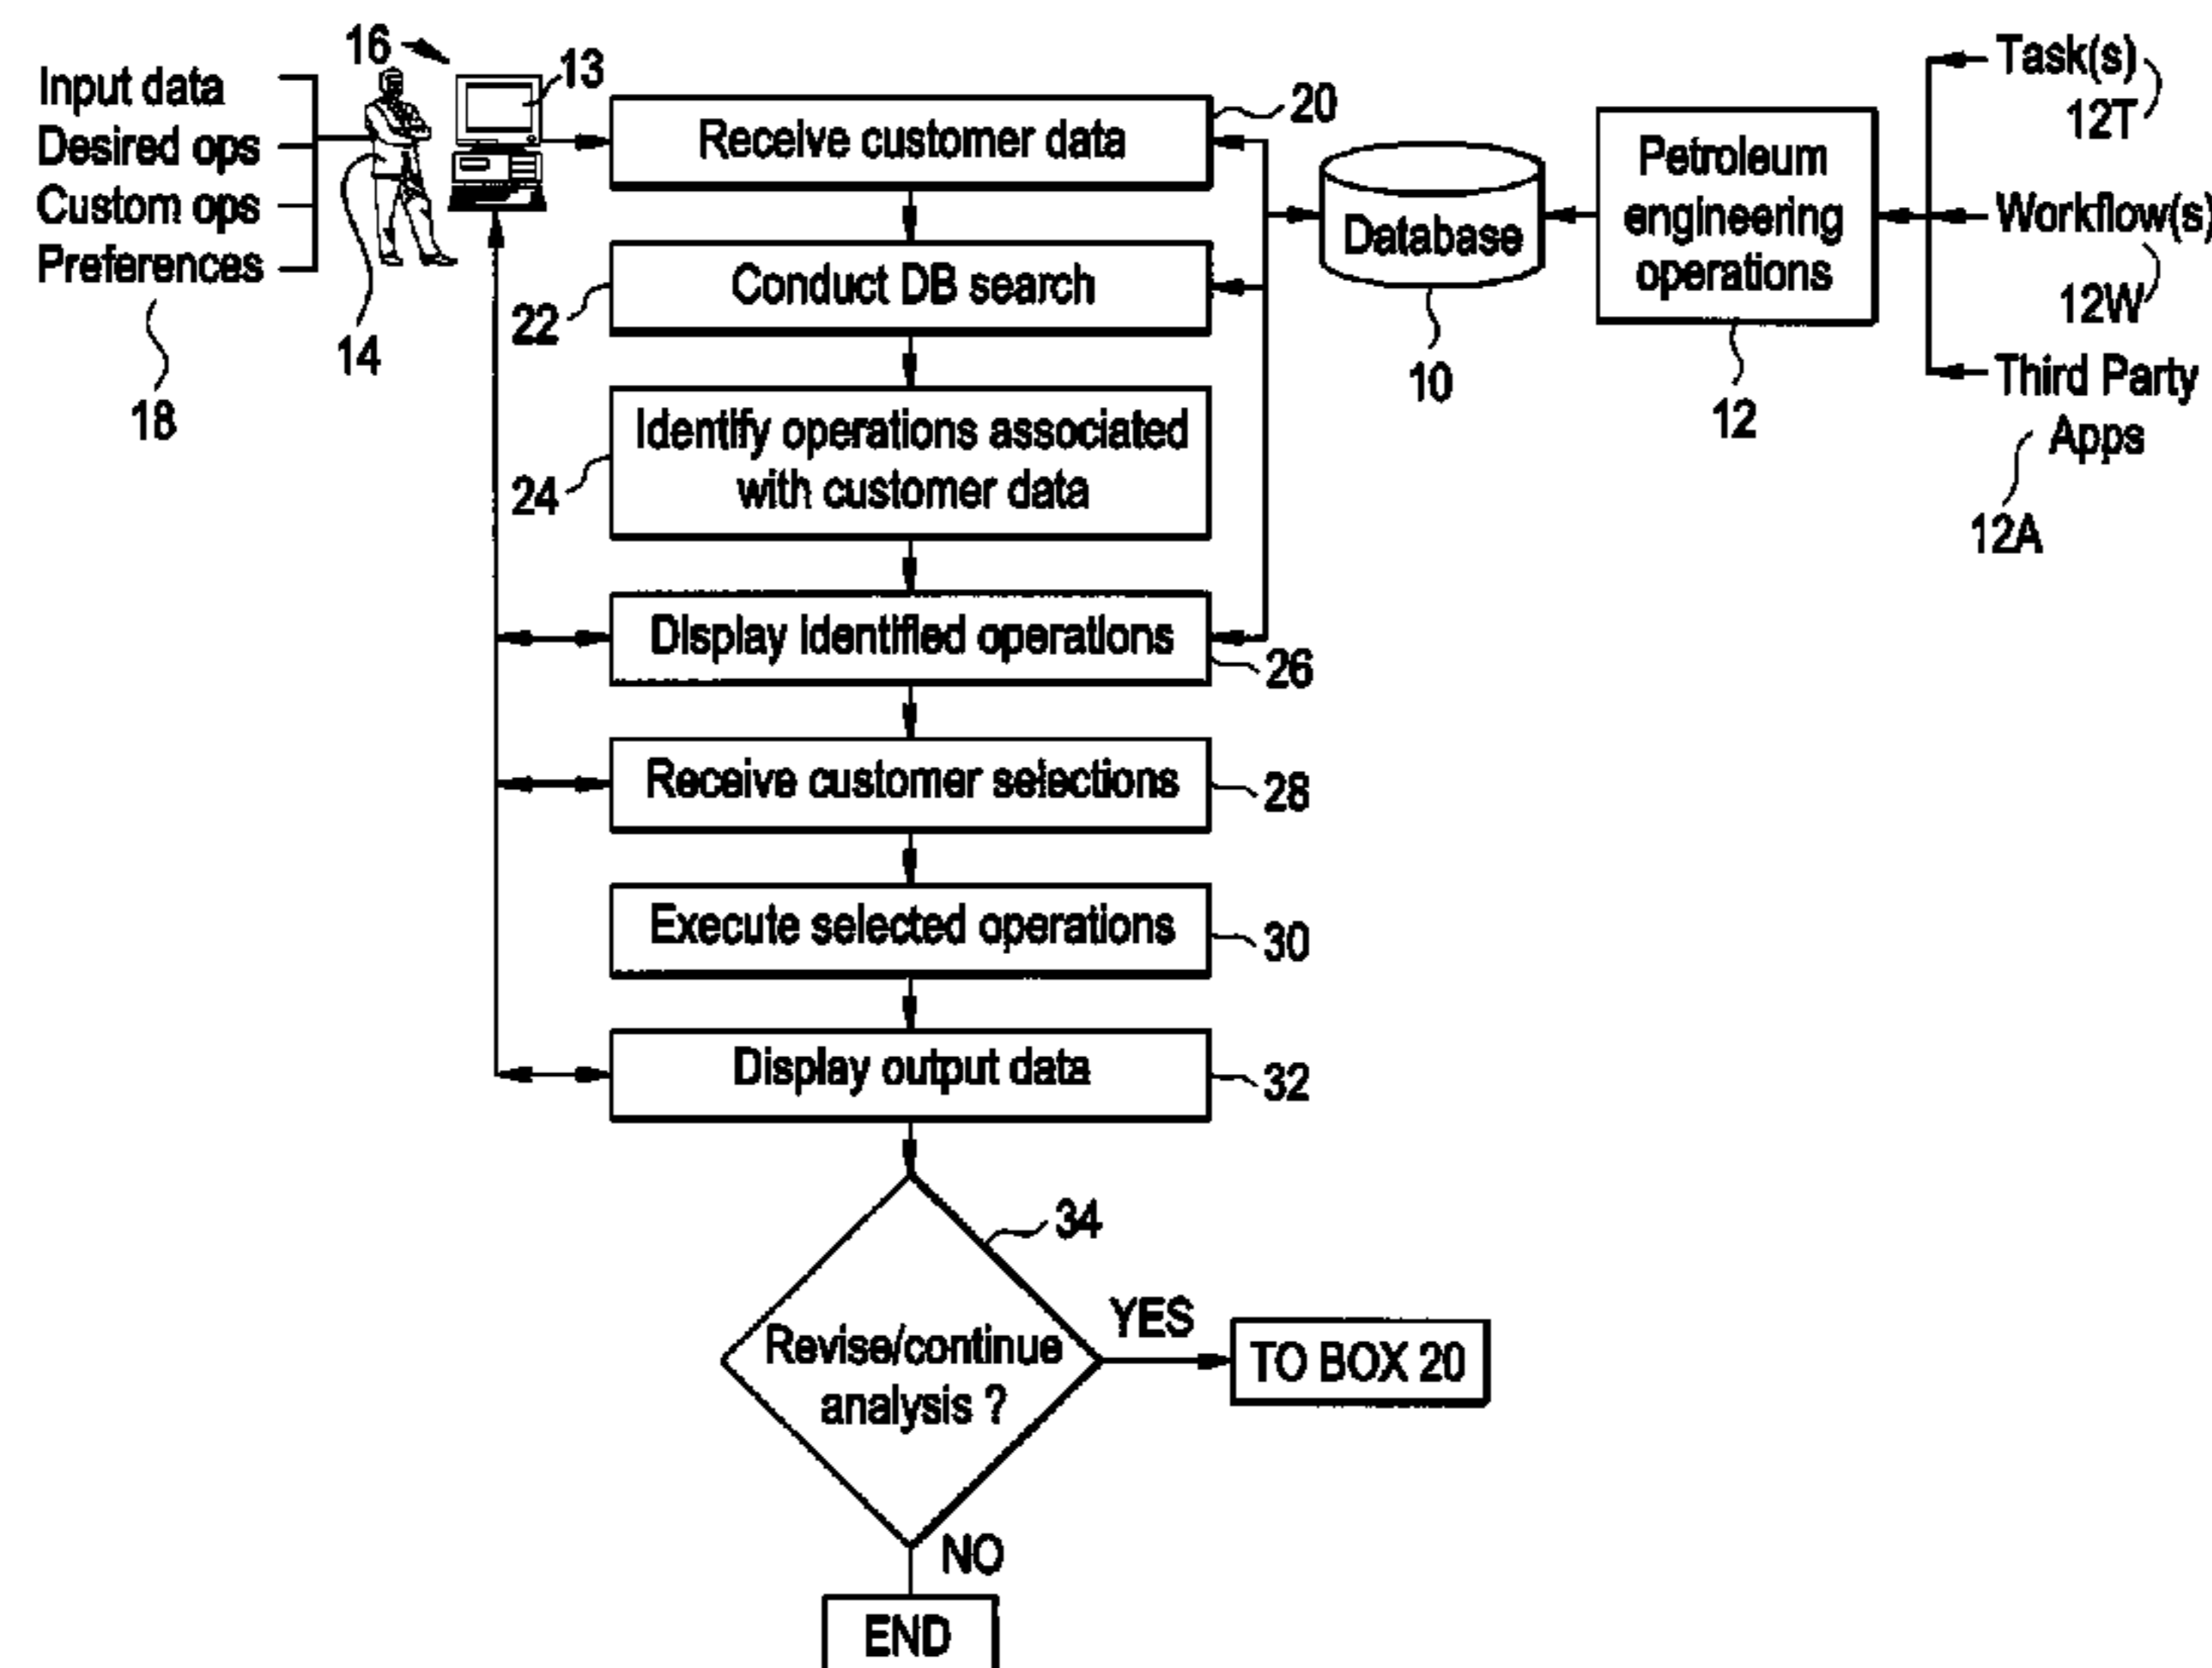 16
13
Input data
Desired ops
Custom ops
Preferences
18
14
Receive customer data
20
Conduct DB search
22
Identify operations associated
with customer data
24
Display identified operations
26
Receive customer selections
28
Execute selected operations
30
Display output data
32
34
Revise/continue
analysis ?
YES
TO BOX 20
NO
END
Database
10
Petroleum
engineering
operations
12
Task(s)
12T
Workflow(s)
12W
Third Party
Apps
12A